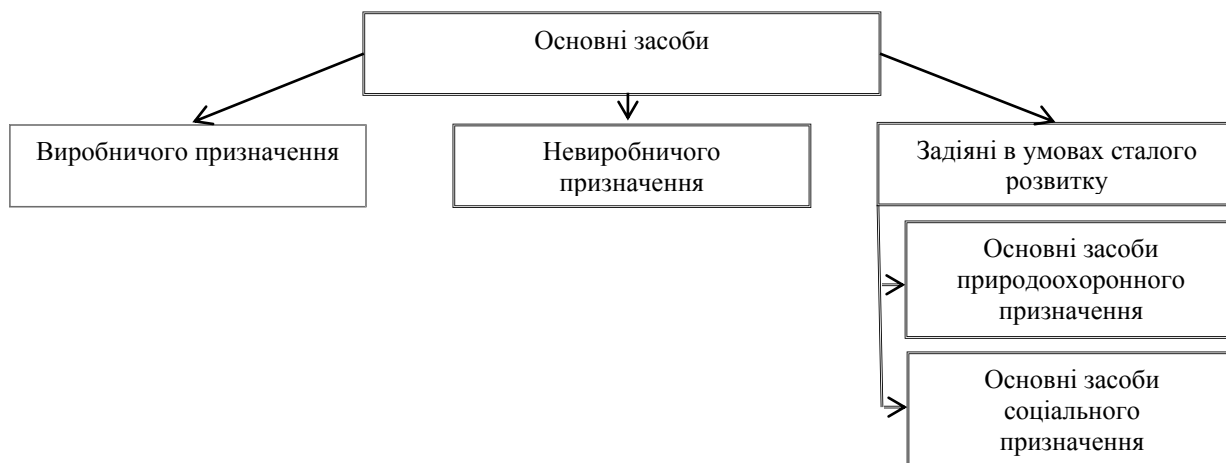 Основні засоби
Виробничого призначення
Невиробничого
призначення
Задіяні в умовах сталого
розвитку
Основні засоби
природоохоронного
призначення
Основні засоби
соціального
призначення